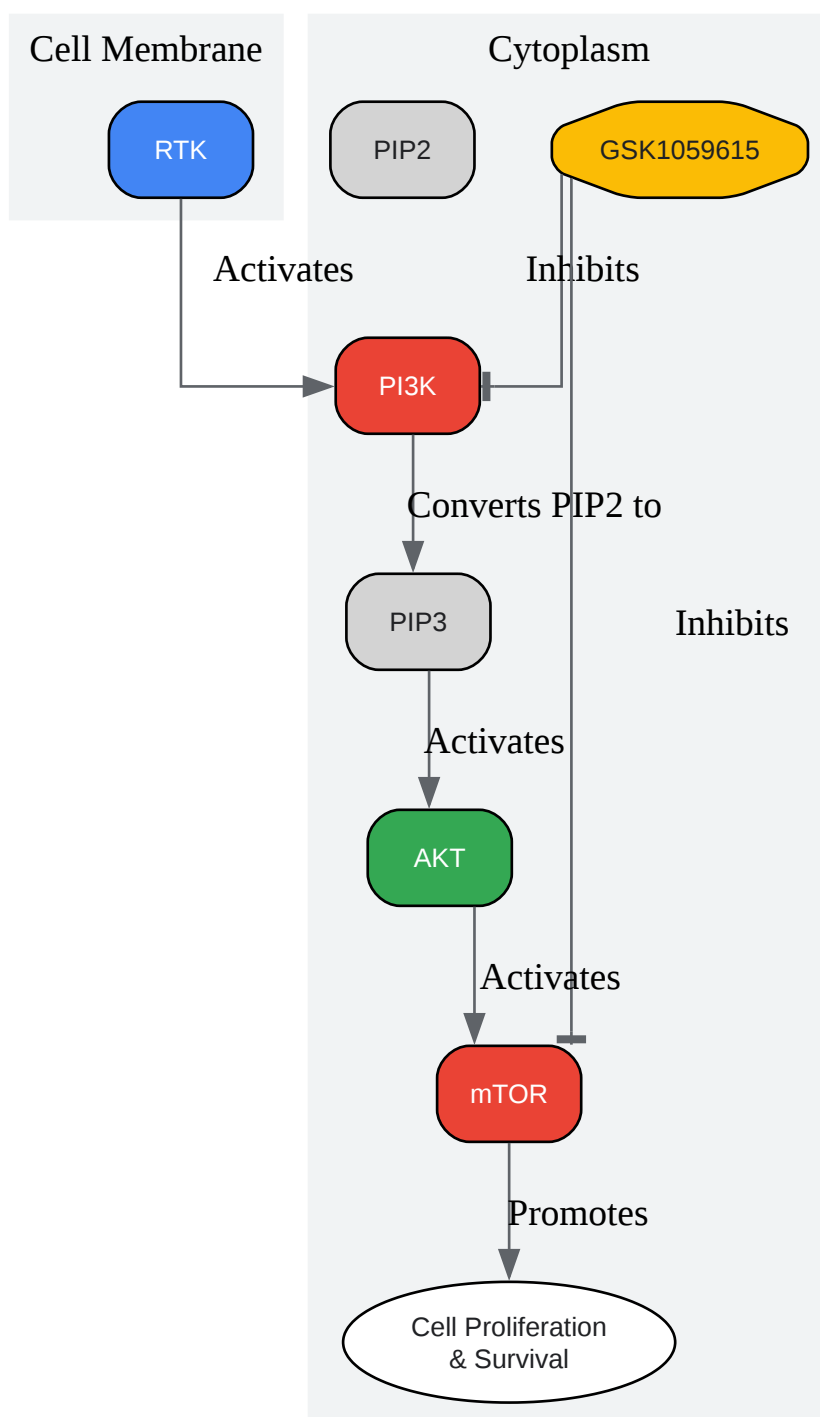 Cell Membrane
Cytoplasm
RTK
PIP2
GSK1059615
Activates
Inhibits
PI3K
Converts PIP2 to
PIP3
Inhibits
Activates
AKT
Activates
mTOR
Promotes
Cell Proliferation
& Survival